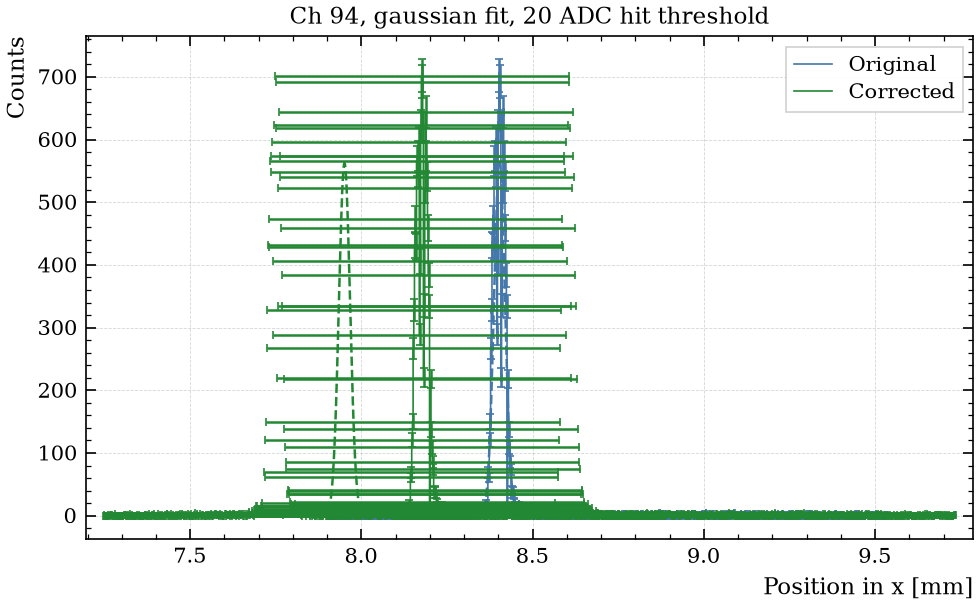 Ch 94, gaussian fit, 20 ADC hit threshold
Counts
700
600
500
400
300
200
100
0
Original
Corrected
7.5
8.0
8.5
9.0
9.5
Position in x [mm]